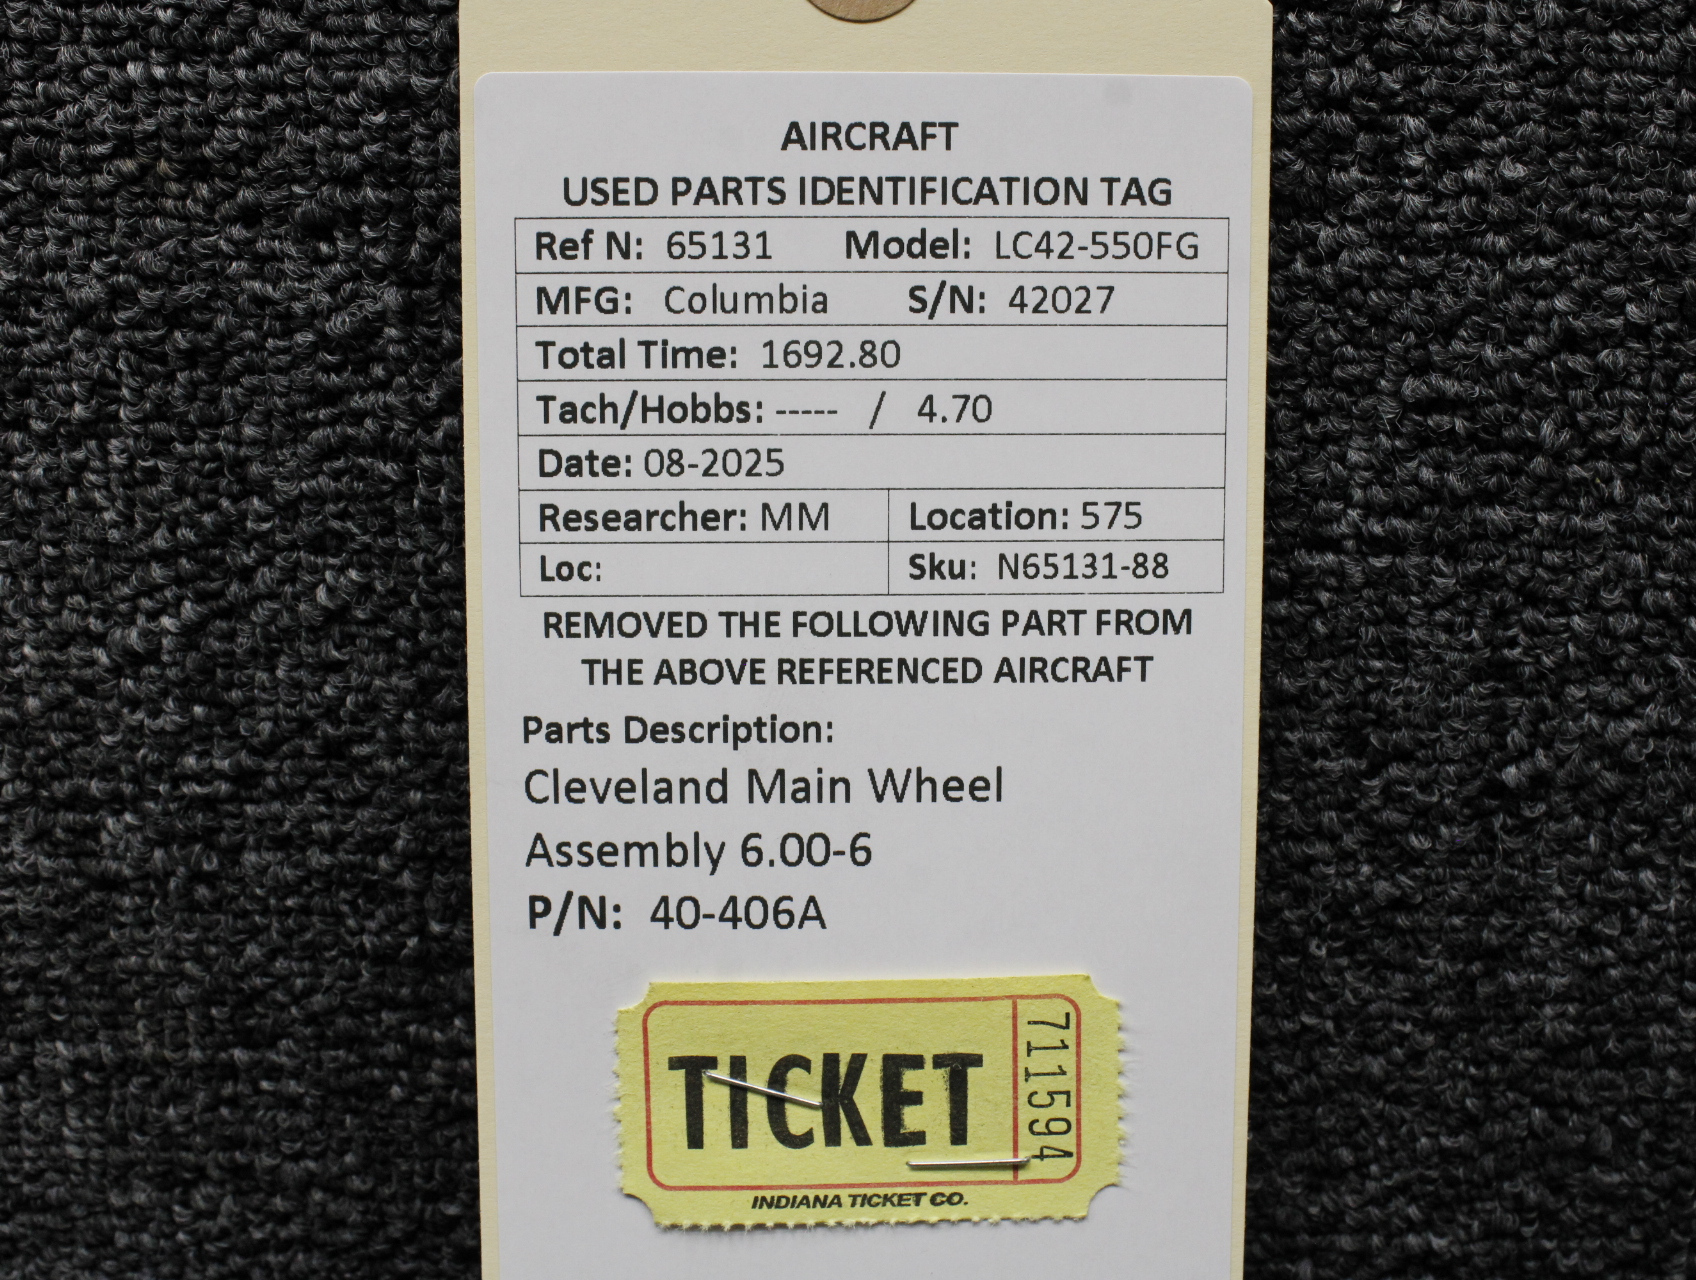 AIRCRAFT
USED PARTS IDENTIFICATION TAG
Ref N: 65131 Model: LC42-550FG
MFG: Columbia S/N: 42027
Total Time: 1692.80
Tach/Hobbs: ----- / 4.70
Date: 08-2025
Researcher: MM Location: 575
Loc: Sku: N65131-88
REMOVED THE FOLLOWING PART FROM
THE ABOVE REFERENCED AIRCRAFT
Parts Description:
Cleveland Main Wheel
Assembly 6.00-6
P/N: 40-406A
TICKET
711594
INDIANA TICKET CO.